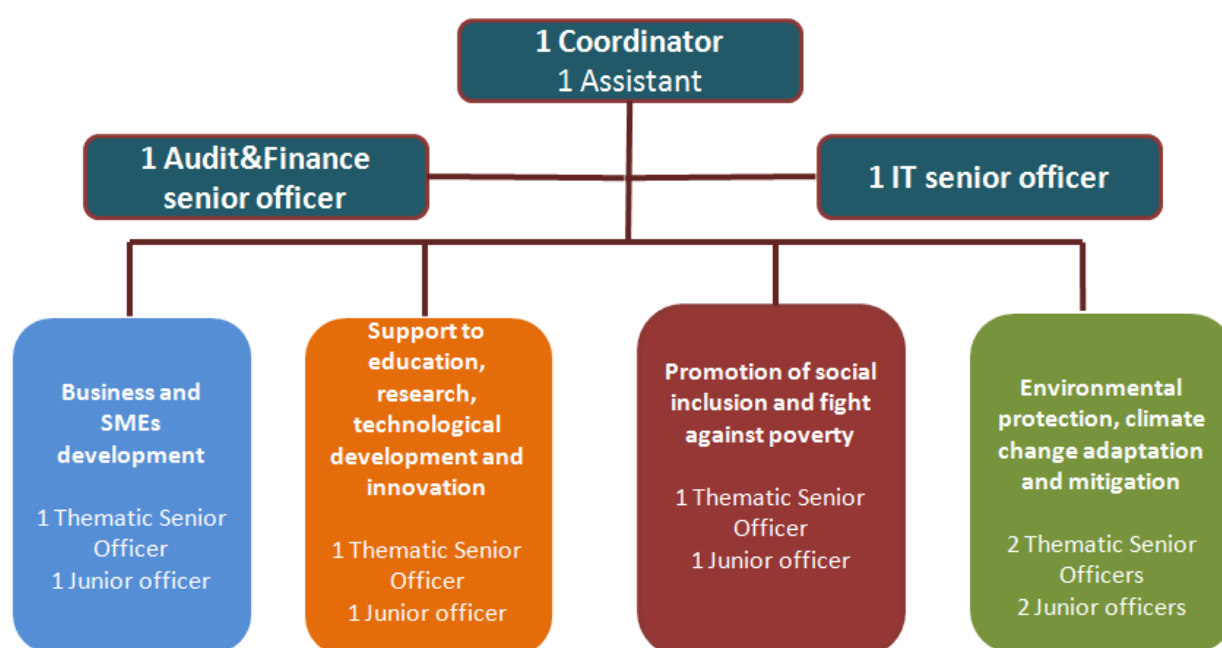 1 Coordinator
1 Assistant
1 Audit&Finance
senior officer
1 IT senior officer
Business and
SMEs
development
1 Thematic Senior
Officer
1 Junior officer
Support to
education,
research,
technological
development and
innovation
1 Thematic Senior
Officer
1 Junior officer
Promotion of social
inclusion and fight
against poverty
1 Thematic Senior
Officer
1 Junior officer
Environmental
protection, climate
change adaptation
and mitigation
2 Thematic Senior
Officers
2 Junior officers